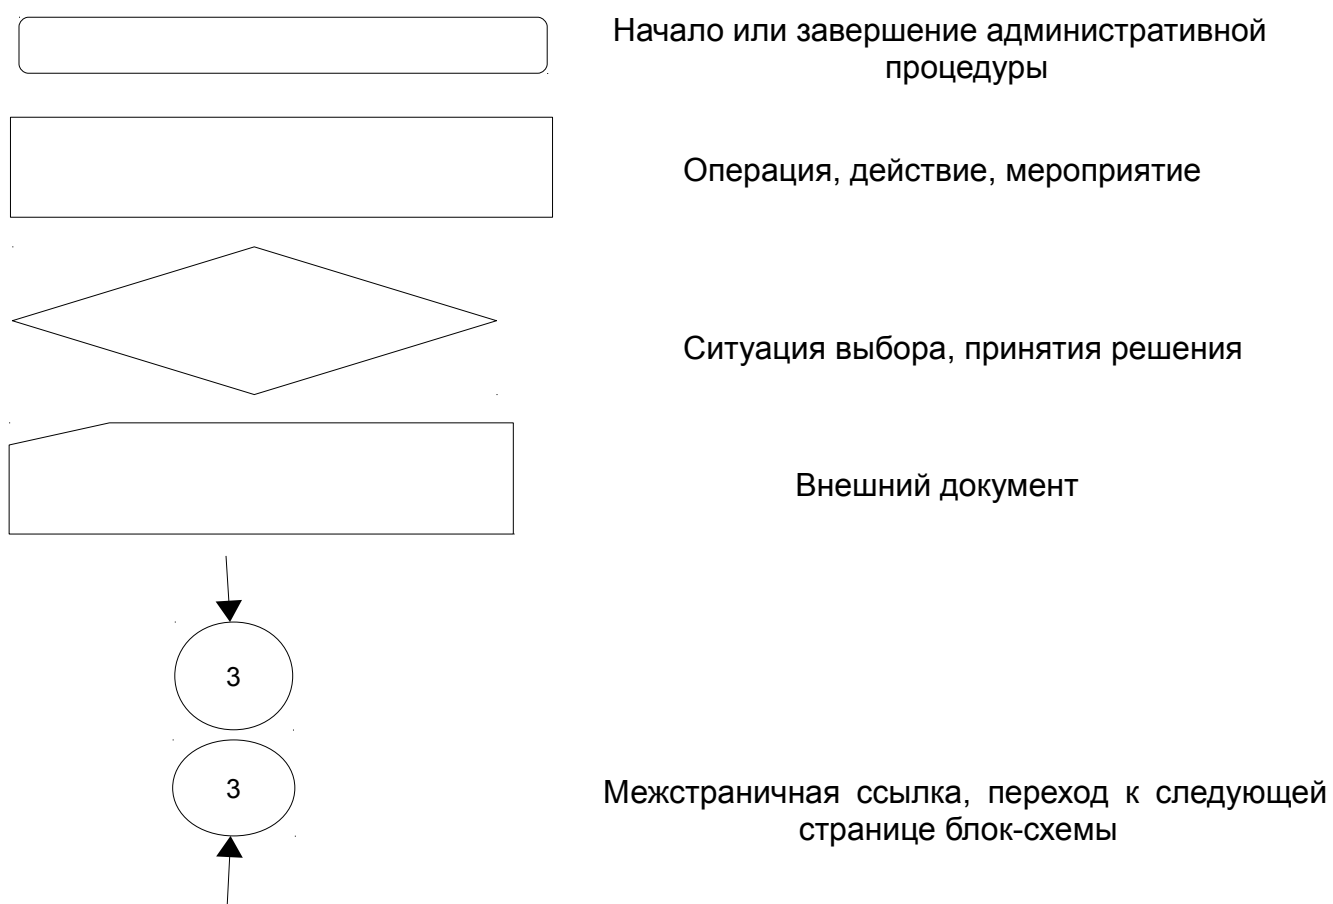 Начало или завершение административной
процедуры
Операция, действие, мероприятие
Ситуация выбора, принятия решения
Внешний документ
3
3
Межстраничная ссылка, переход к следующей
странице блок-схемы